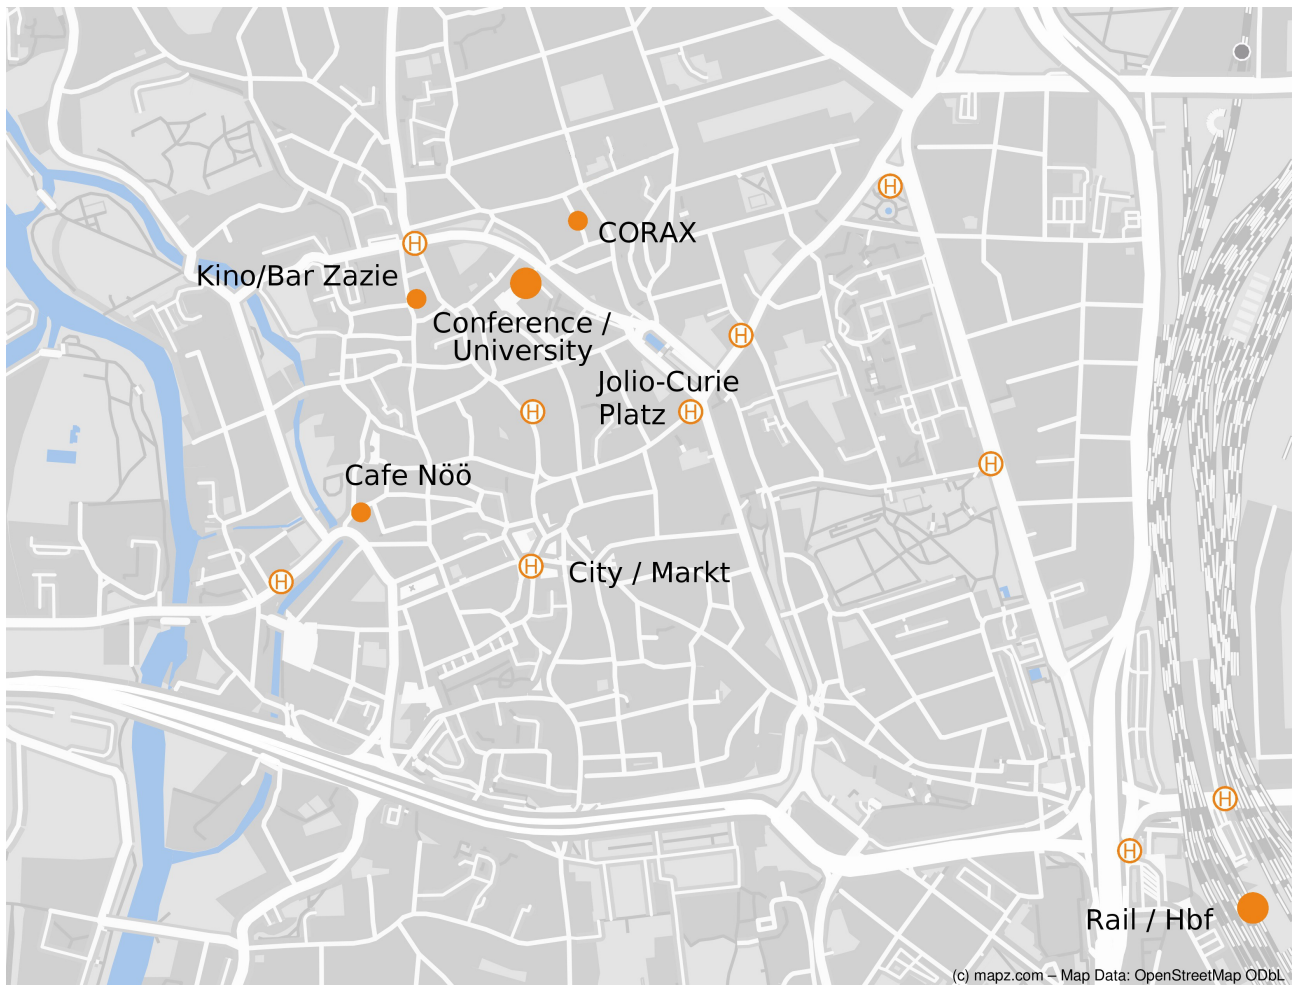 H
CORAX
H
Kino/Bar Zazie
Conference /
University
H
Jolio-Curie
Platz H
H
H
Cafe Nöö
H
H
City / Markt
H
H
H
Rail / Hbf
(c) mapz.com – Map Data: OpenStreetMap ODbL